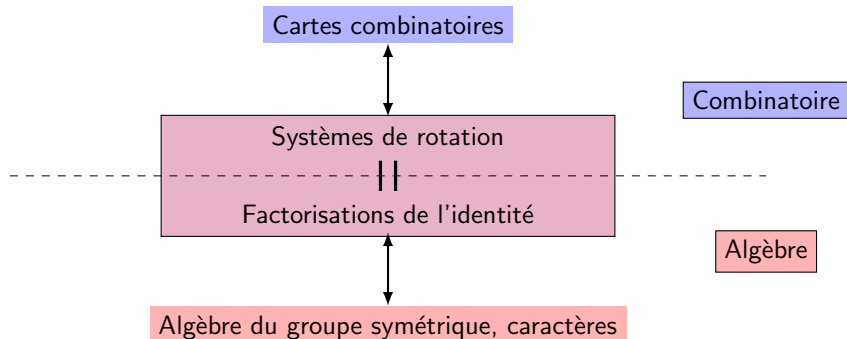 Cartes combinatoires
Combinatoire
Systèmes de rotation
Factorisations de l'identité
Algèbre
Algèbre du groupe symétrique, caractères